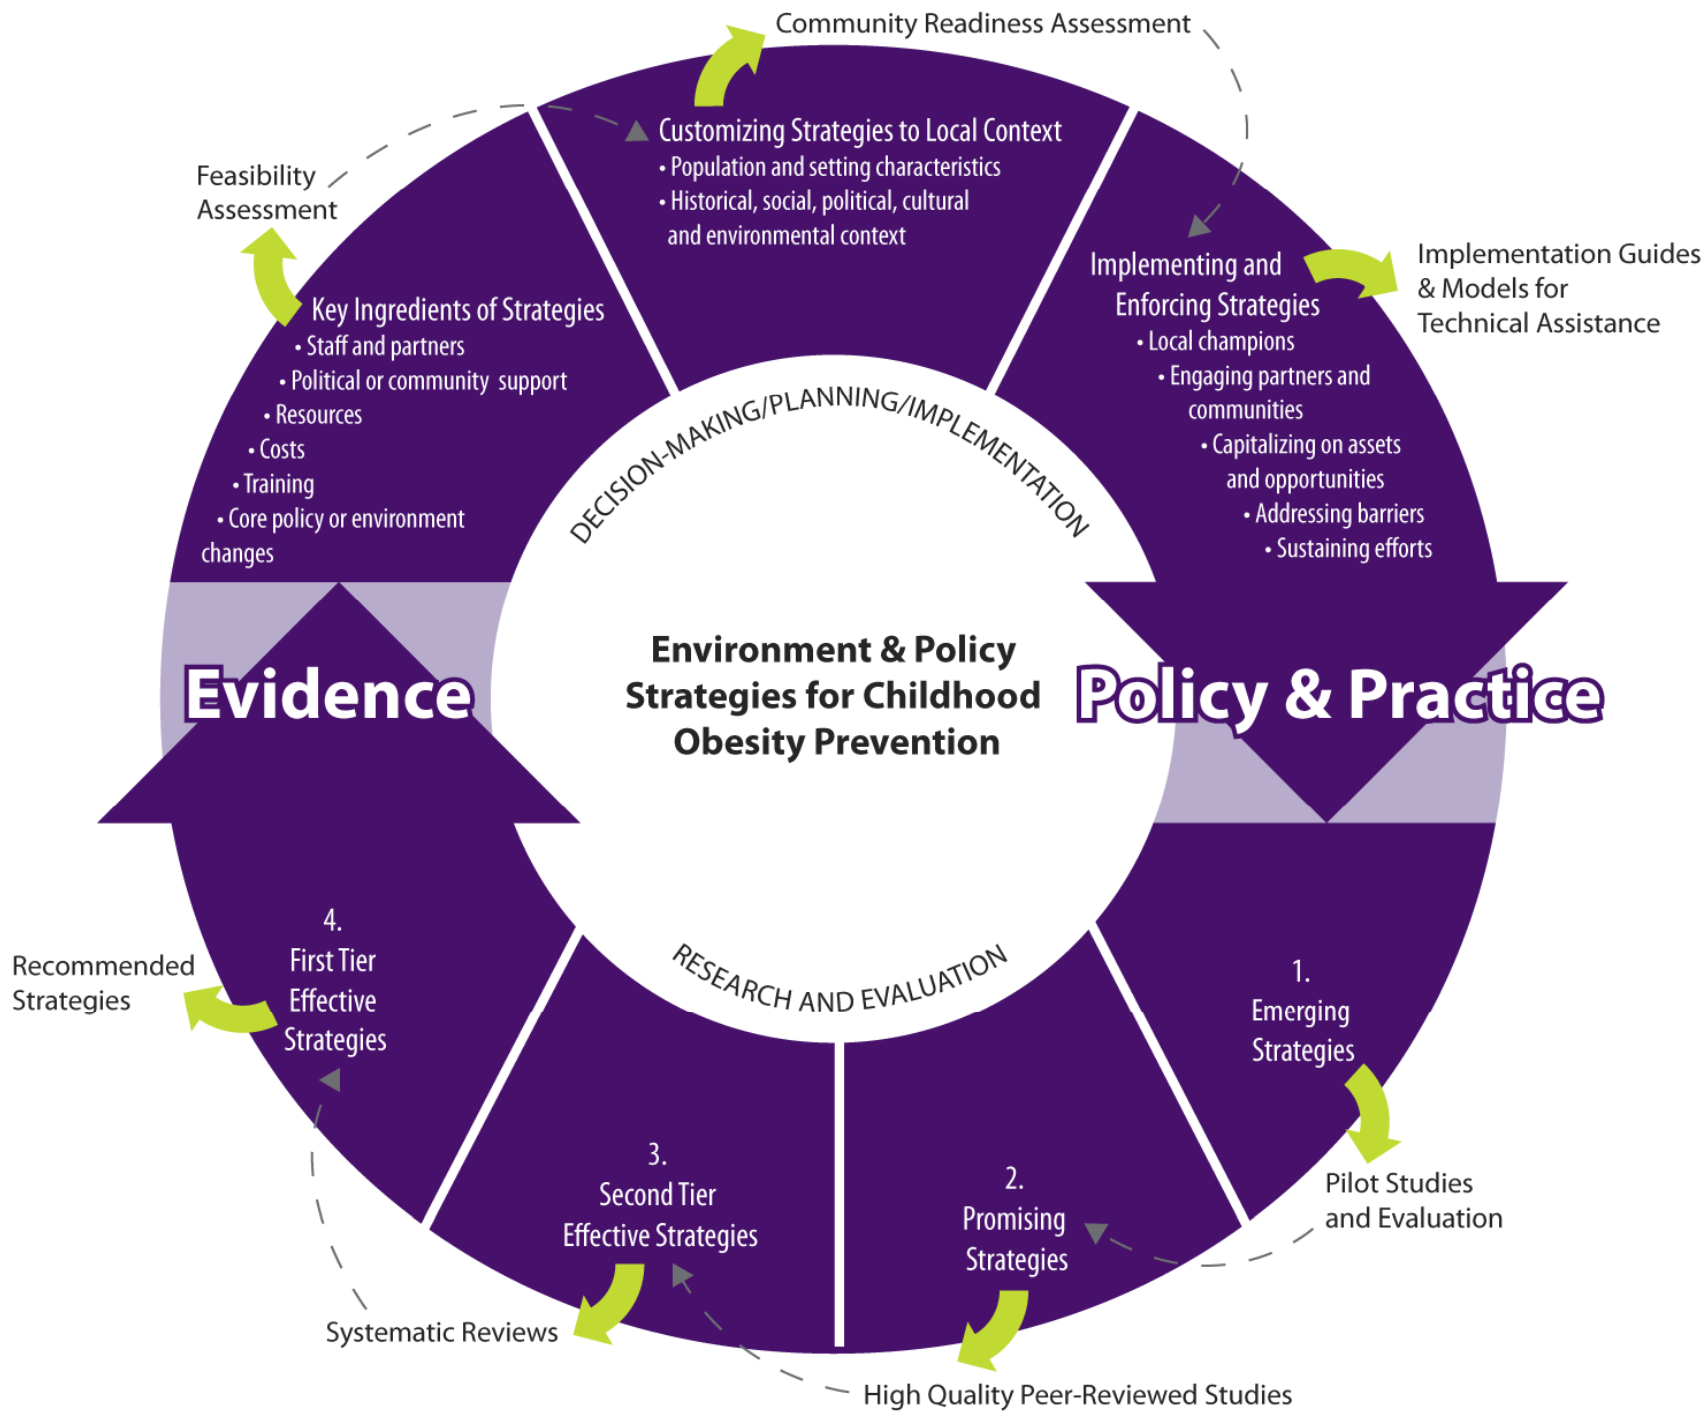 Community Readiness Assessment
Customizing Strategies to Local Context
• Population and setting characteristics
• Historical, social, political, cultural
and environmental context
Feasibility
Assessment
Key Ingredients of Strategies
• Staff and partners
• Political or community support
• Resources
• Costs
• Training
• Core policy or environment
changes
Implementing and
Enforcing Strategies
• Local champions
• Engaging partners and
communities
• Capitalizing on assets
and opportunities
• Addressing barriers
• Sustaining efforts
Implementation Guides
& Models for
Technical Assistance
DECISION-MAKING/PLANNING/IMPLEMENTATION
Evidence
Environment & Policy
Strategies for Childhood
Obesity Prevention
Policy & Practice
RESEARCH AND EVALUATION
1.
Emerging
Strategies
Pilot Studies
and Evaluation
2.
Promising
Strategies
High Quality Peer-Reviewed Studies
3.
Second Tier
Effective Strategies
Systematic Reviews
4.
First Tier
Effective
Strategies
Recommended
Strategies